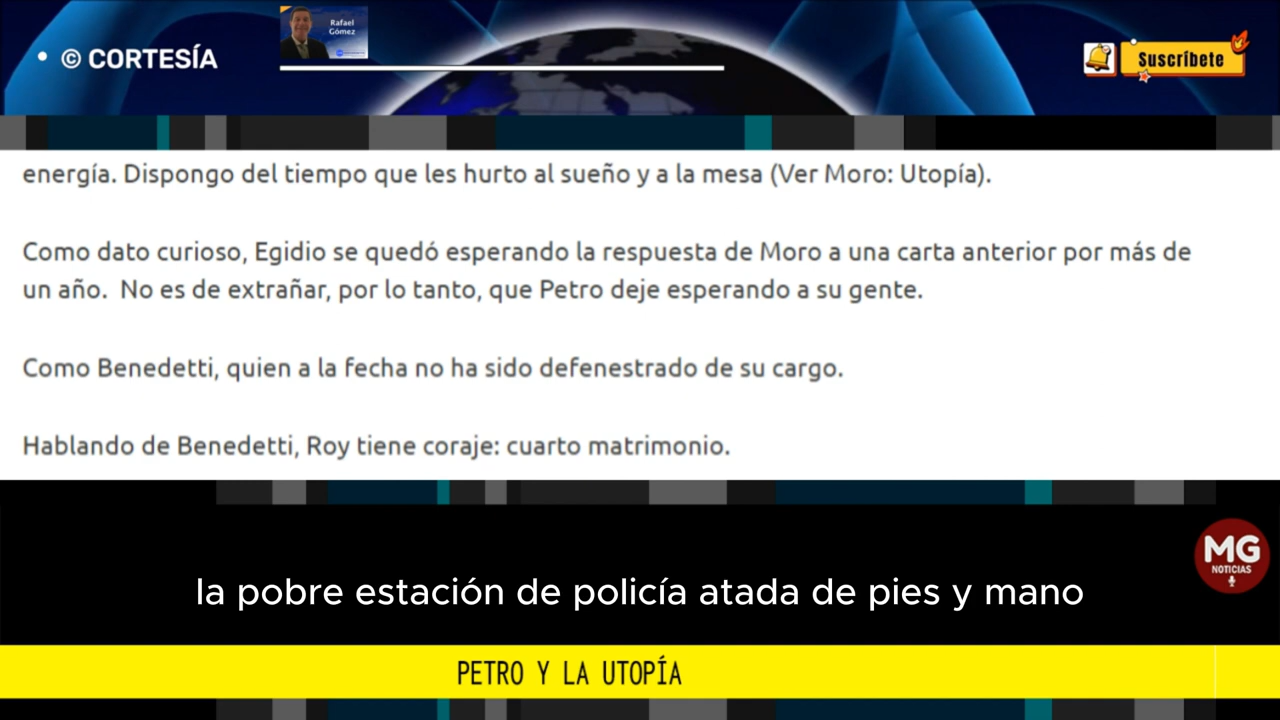 • © CORTESÍA
Rafael
Gómez
Suscríbete
energía. Dispongo del tiempo que les hurto al sueño y a la mesa (Ver Moro: Utopía).
Como dato curioso, Egidio se quedó esperando la respuesta de Moro a una carta anterior por más de
un año. No es de extrañar, por lo tanto, que Petro deje esperando a su gente.
Como Benedetti, quien a la fecha no ha sido defenestrado de su cargo.
Hablando de Benedetti, Roy tiene coraje: cuarto matrimonio.
MG
NOTICIAS
la pobre estación de policía atada de pies y mano
PETRO Y LA UTOPÍA